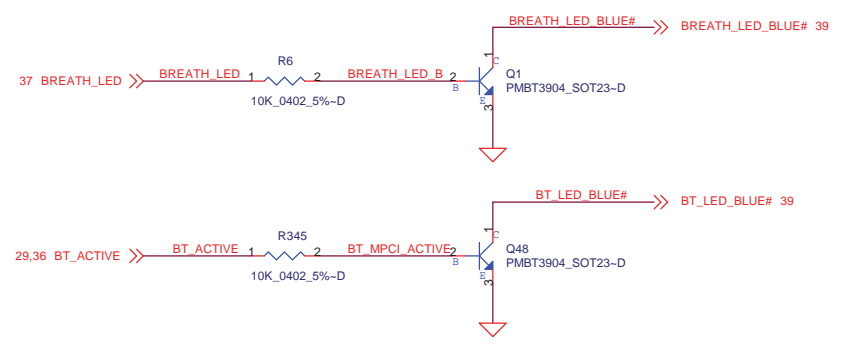 BREATH_LED_BLUE# BREATH_LED_BLUE# 39
1
C
R6
37 BREATH_LED BREATH_LED 1 2 BREATH_LED_B 2 Q1
B PMBT3904_SOT23~D
10K_0402_5%~D E
3
BT_LED_BLUE# BT_LED_BLUE# 39
1
C
R345
29,36 BT_ACTIVE BT_ACTIVE 1 2 BT_MPCI_ACTIVE 2 Q48
B PMBT3904_SOT23~D
10K_0402_5%~D E
3